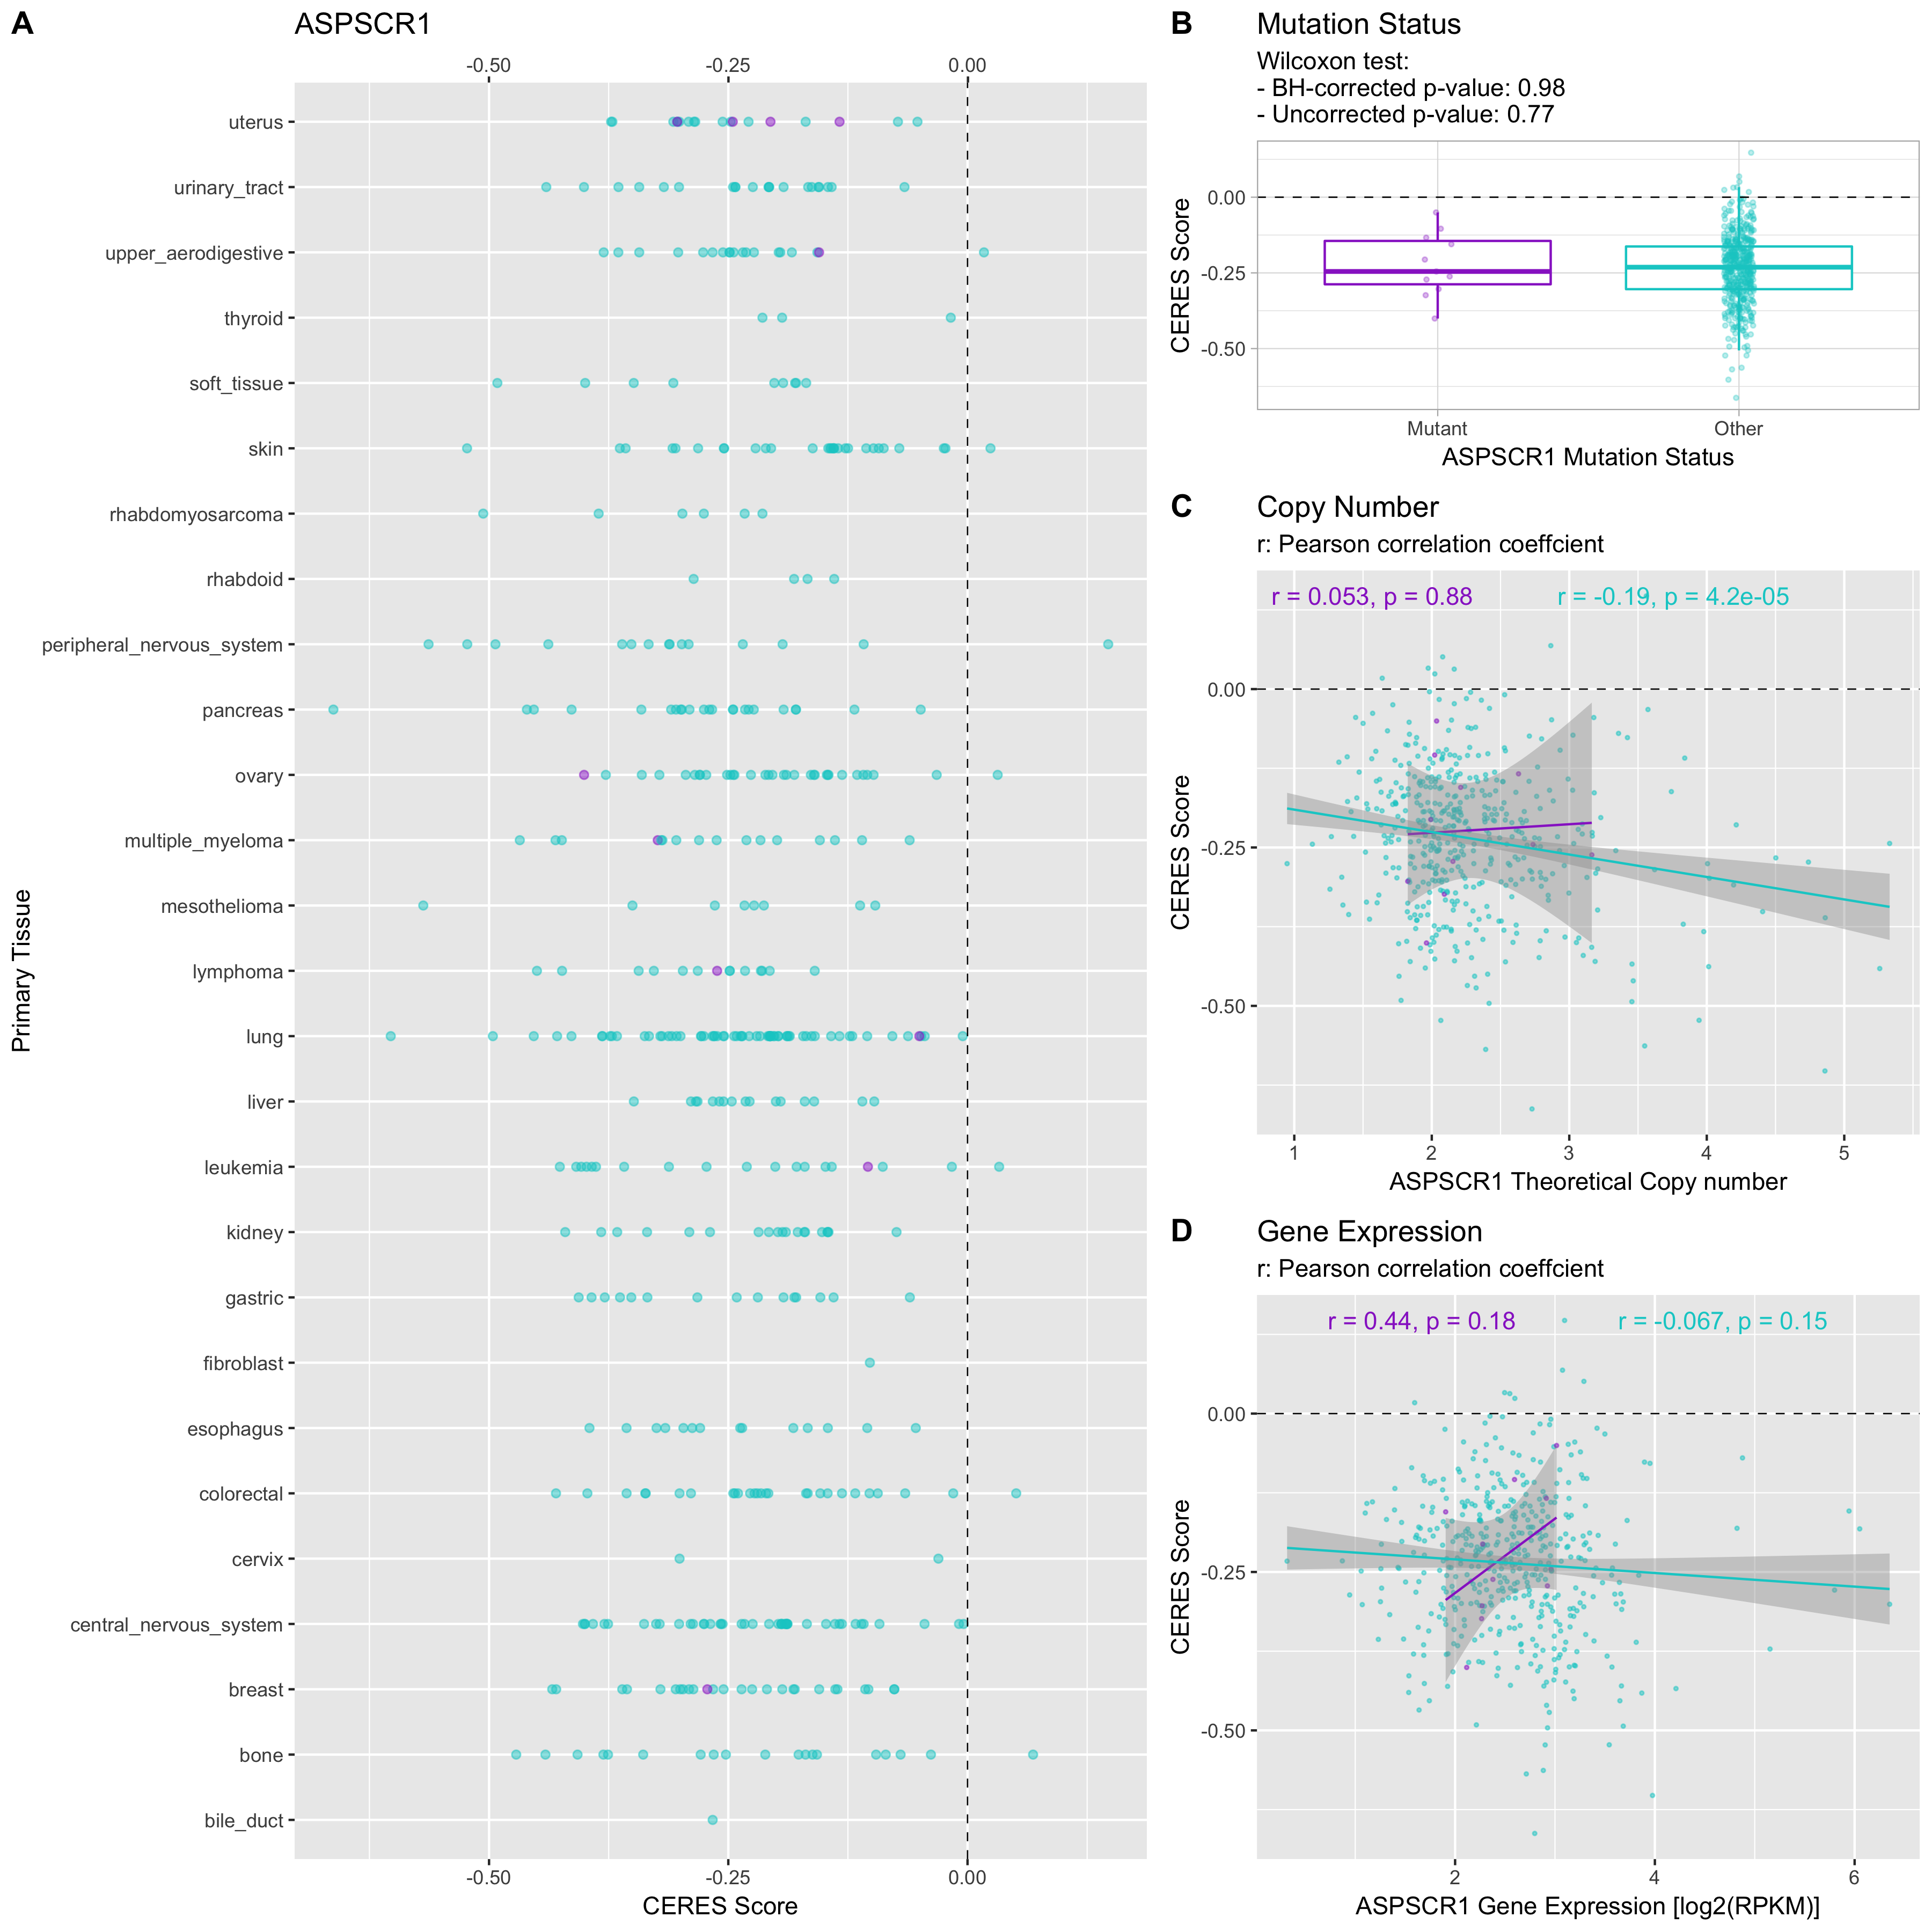 A
ASPSCR1
-0.50 -0.25 0.00
Primary Tissue
uterus
urinary_tract
upper_aerodigestive
thyroid
soft_tissue
skin
rhabdomyosarcoma
rhabdoid
peripheral_nervous_system
pancreas
ovary
multiple_myeloma
mesothelioma
lymphoma
lung
liver
leukemia
kidney
gastric
fibroblast
esophagus
colorectal
cervix
central_nervous_system
breast
bone
bile_duct
-0.50 -0.25 0.00
CERES Score
B
Mutation Status
Wilcoxon test:
- BH-corrected p-value: 0.98
- Uncorrected p-value: 0.77
CERES Score
0.00
-0.25
-0.50
Mutant Other
ASPSCR1 Mutation Status
C
Copy Number
r: Pearson correlation coeffcient
r = 0.053, p = 0.88 r = -0.19, p = 4.2e-05
CERES Score
0.00
-0.25
-0.50
1 2 3 4 5
ASPSCR1 Theoretical Copy number
D
Gene Expression
r: Pearson correlation coeffcient
r = 0.44, p = 0.18 r = -0.067, p = 0.15
CERES Score
0.00
-0.25
-0.50
2 4 6
ASPSCR1 Gene Expression [log2(RPKM)]